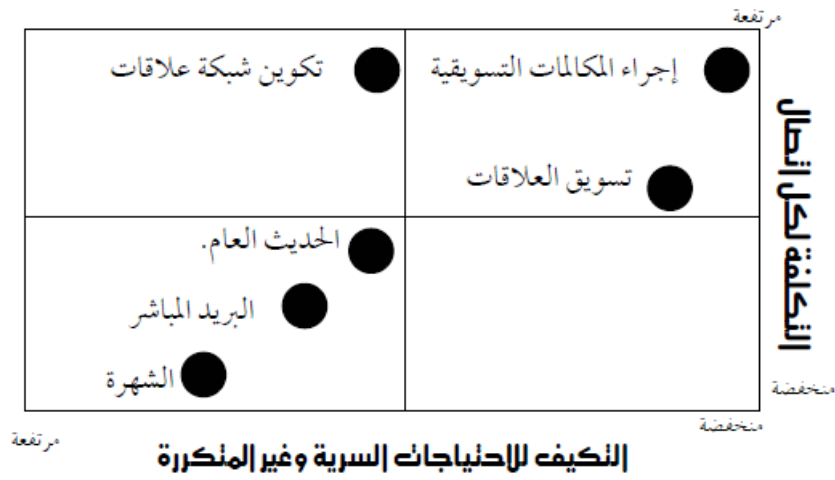 مرتفعة
إجراء المكالمات التسويقية
تكوين شبكة علاقات
تسويق العلاقات
التكلفة لكل إتصال
الحديث العام.
البريد المباشر
الشهرة
منخفضة
منخفضة
مرتفعة
التكيف للاحتياجات السرية وغير المتكررة